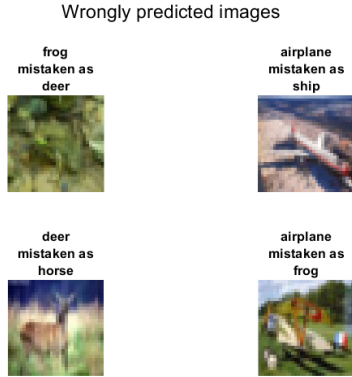 Wrongly predicted images
frog
mistaken as
deer
airplane
mistaken as
ship
deer
mistaken as
horse
airplane
mistaken as
frog